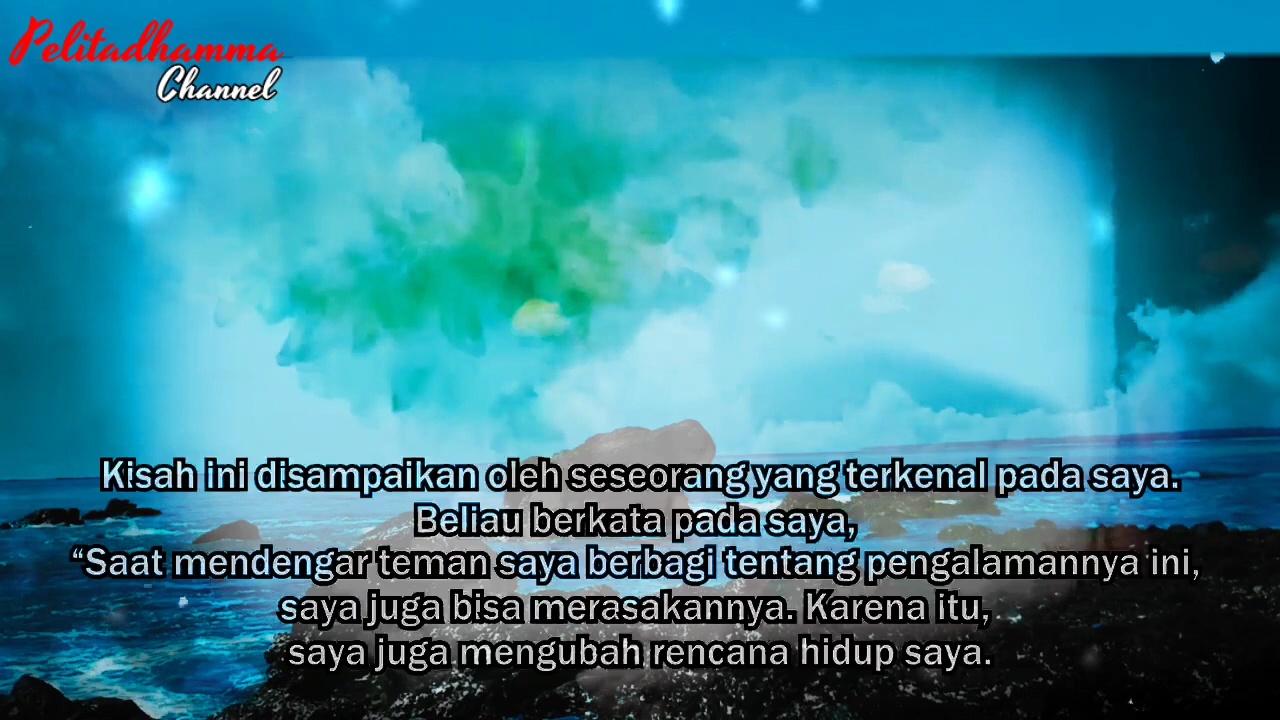 Pelitadhamma
Channel
Kisah ini disampaikan oleh seseorang yang terkenal pada saya.
Beliau berkata pada saya,
“Saat mendengar teman saya berbagi tentang pengalamannya ini,
saya juga bisa merasakannya. Karena itu,
saya juga mengubah rencana hidup saya.